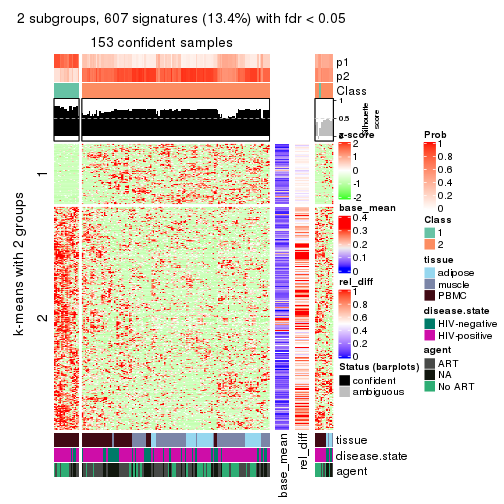 2 subgroups, 607 signatures (13.4%) with fdr < 0.05
153 confident samples
p1
p2
Class
1
0.5
0
Silhouette
score
k-means with 2 groups
1
2
z-score
2
1
0
-1
-2
base_mean
0.4
0.3
0.2
0.1
0
rel_diff
1
0.8
0.6
0.4
0.2
0
Status (barplots)
confident
ambiguous
Prob
1
0.8
0.6
0.4
0.2
0
Class
1
2
tissue
adipose
muscle
PBMC
disease.state
HIV-negative
HIV-positive
agent
ART
NA
No ART
tissue
disease.state
agent
base_mean
rel_diff